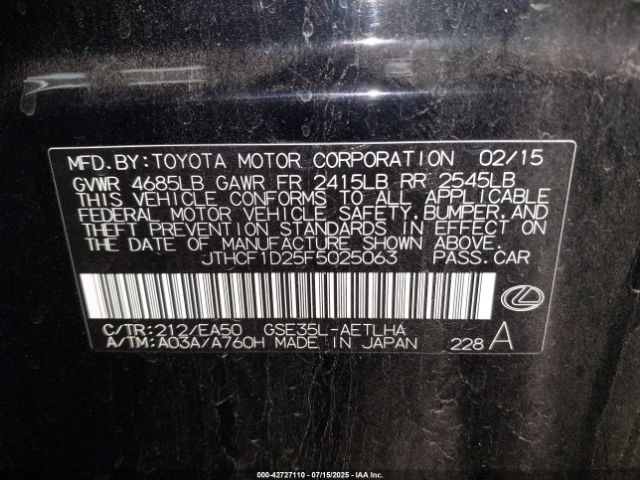 MFD.BY:TOYOTA MOTOR CORPORATION 02/15
GVWR 4685LB GAWR FR 2415LB RR 2545LB
THIS VEHICLE CONFORMS TO ALL APPLICABLE
FEDERAL MOTOR VEHICLE SAFETY,BUMPER,AND
THEFT PREVENTION STANDARDS IN EFFECT ON
THE DATE OF MANUFACTURE SHOWN ABOVE.
JTHCF1D25F5025063 PASS.CAR
C/TR:212/EA50 GSE35L-AETLHA
A/TM:A03A/A760H MADE IN JAPAN 228 A
000-42727110 - 07/15/2025 - IAAI, Inc.